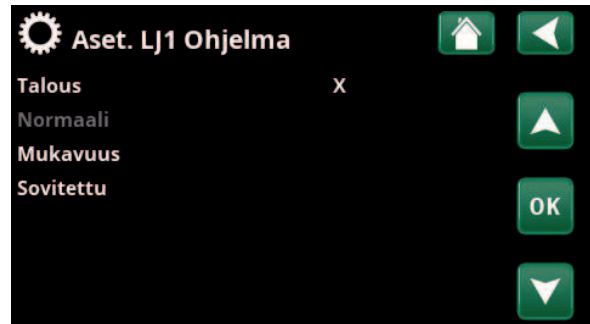 Aset. LJ1 Ohjelma
Talous X
Normaali
Mukavuus
Sovitettu
OK